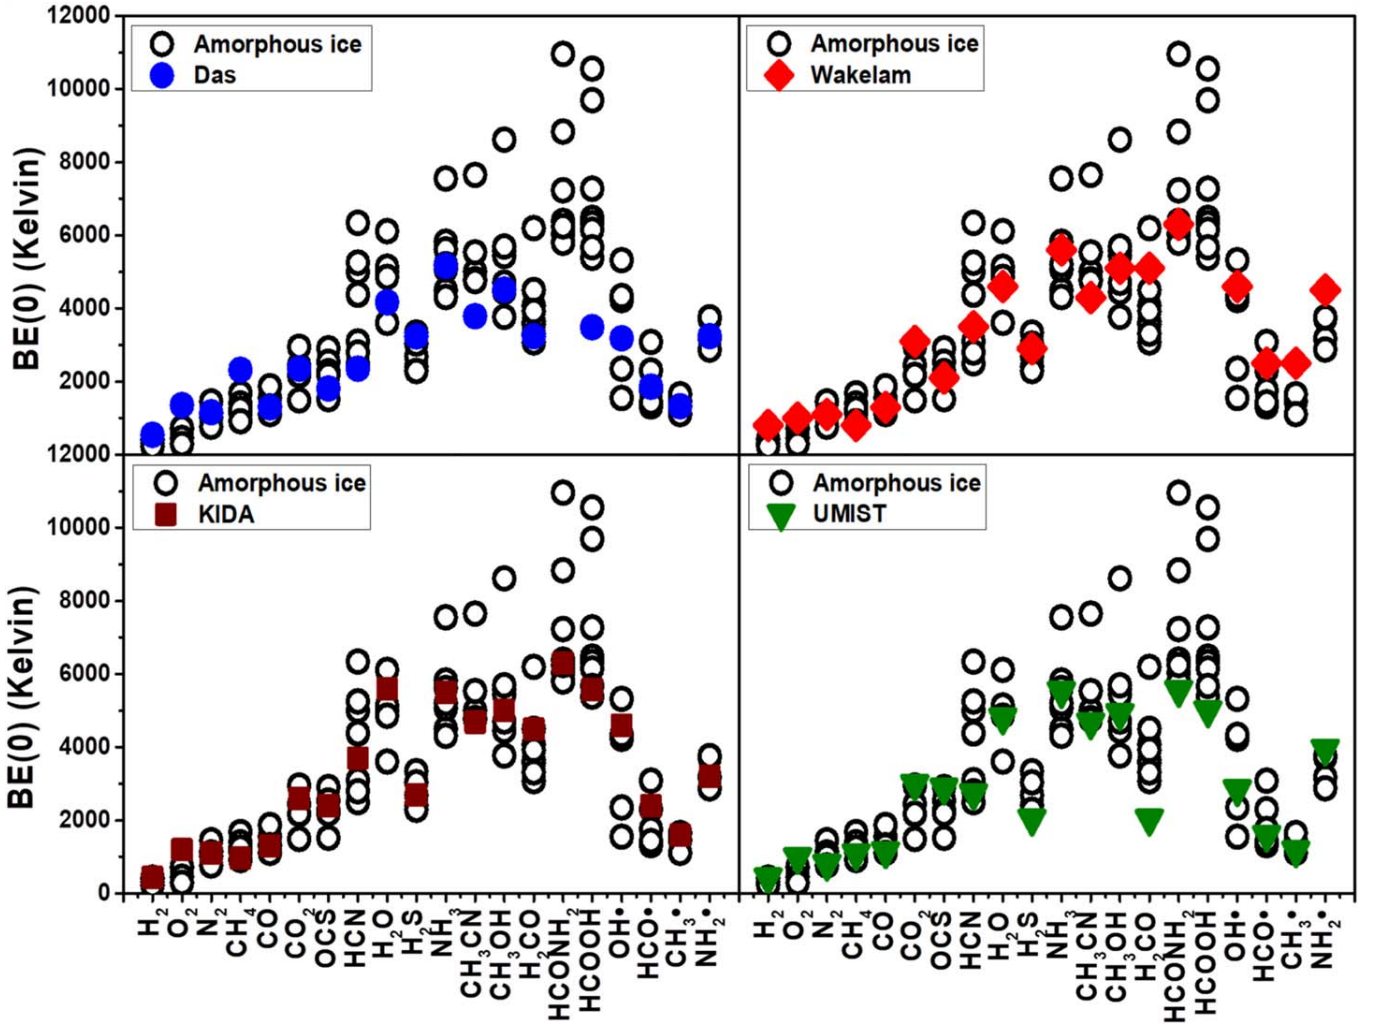 12000
10000
8000
6000
4000
2000
12000
10000
8000
6000
4000
2000
0
BE(0) (Kelvin)
BE(0) (Kelvin)
Amorphous ice
Das
Amorphous ice
Wakelam
Amorphous ice
KIDA
Amorphous ice
UMIST
H₂
O₂
N₂
CH₄
CO
CO₂
OCS
HCN
H₂O
H₂S
NH₃
CH₃CN
CH₃OH
H₂CO
HCONH₂
HCOOH
OH•
HCO•
CH₃•
NH₂•
H₂
O₂
N₂
CH₄
CO
CO₂
OCS
HCN
H₂O
H₂S
NH₃
CH₃CN
CH₃OH
H₂CO
HCONH₂
HCOOH
OH•
HCO•
CH₃•
NH₂•